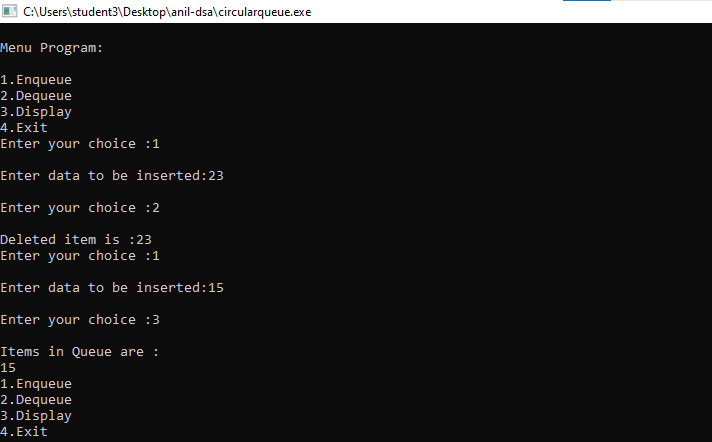 C:\Users\student3\Desktop\anil-dsa\circularqueue.exe
Menu Program:
1.Enqueue
2.Dequeue
3.Display
4.Exit
Enter your choice :1
Enter data to be inserted:23
Enter your choice :2
Deleted item is :23
Enter your choice :1
Enter data to be inserted:15
Enter your choice :3
Items in Queue are :
15
1.Enqueue
2.Dequeue
3.Display
4.Exit